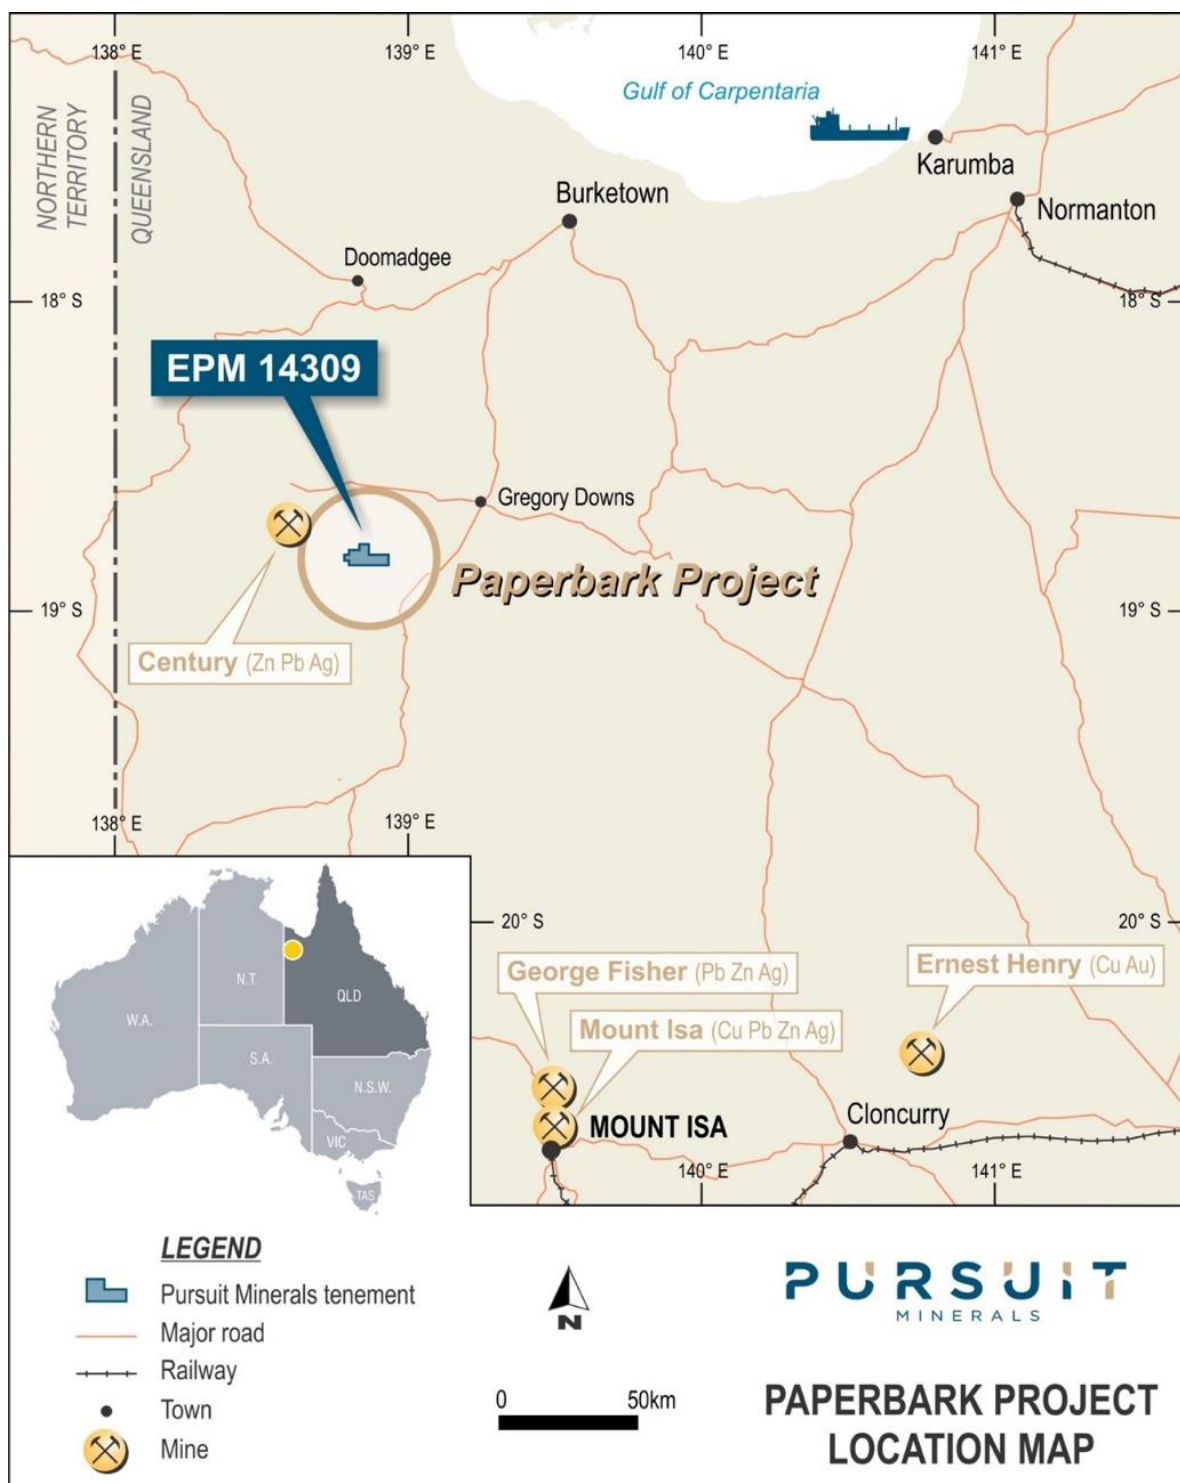 138° E
139° E
140° E
141° E
NORTHERN
TERRITORY
QUEENSLAND
Gulf of Carpentaria
Karumba
Burketown
Normanton
Doomadgee
18° S
18° S
EPM 14309
Gregory Downs
Paperbark Project
19° S
19° S
Century (Zn Pb Ag)
138° E
139° E
20° S
20° S
George Fisher (Pb Zn Ag)
Ernest Henry (Cu Au)
Mount Isa (Cu Pb Zn Ag)
MOUNT ISA
Cloncurry
140° E
141° E
N.T.
QLD
W.A.
S.A.
N.S.W.
VIC
TAS
LEGEND
Pursuit Minerals tenement
Major road
Railway
Town
Mine
N
0 50km
PURSUIT
MINERALS
PAPERBARK PROJECT
LOCATION MAP